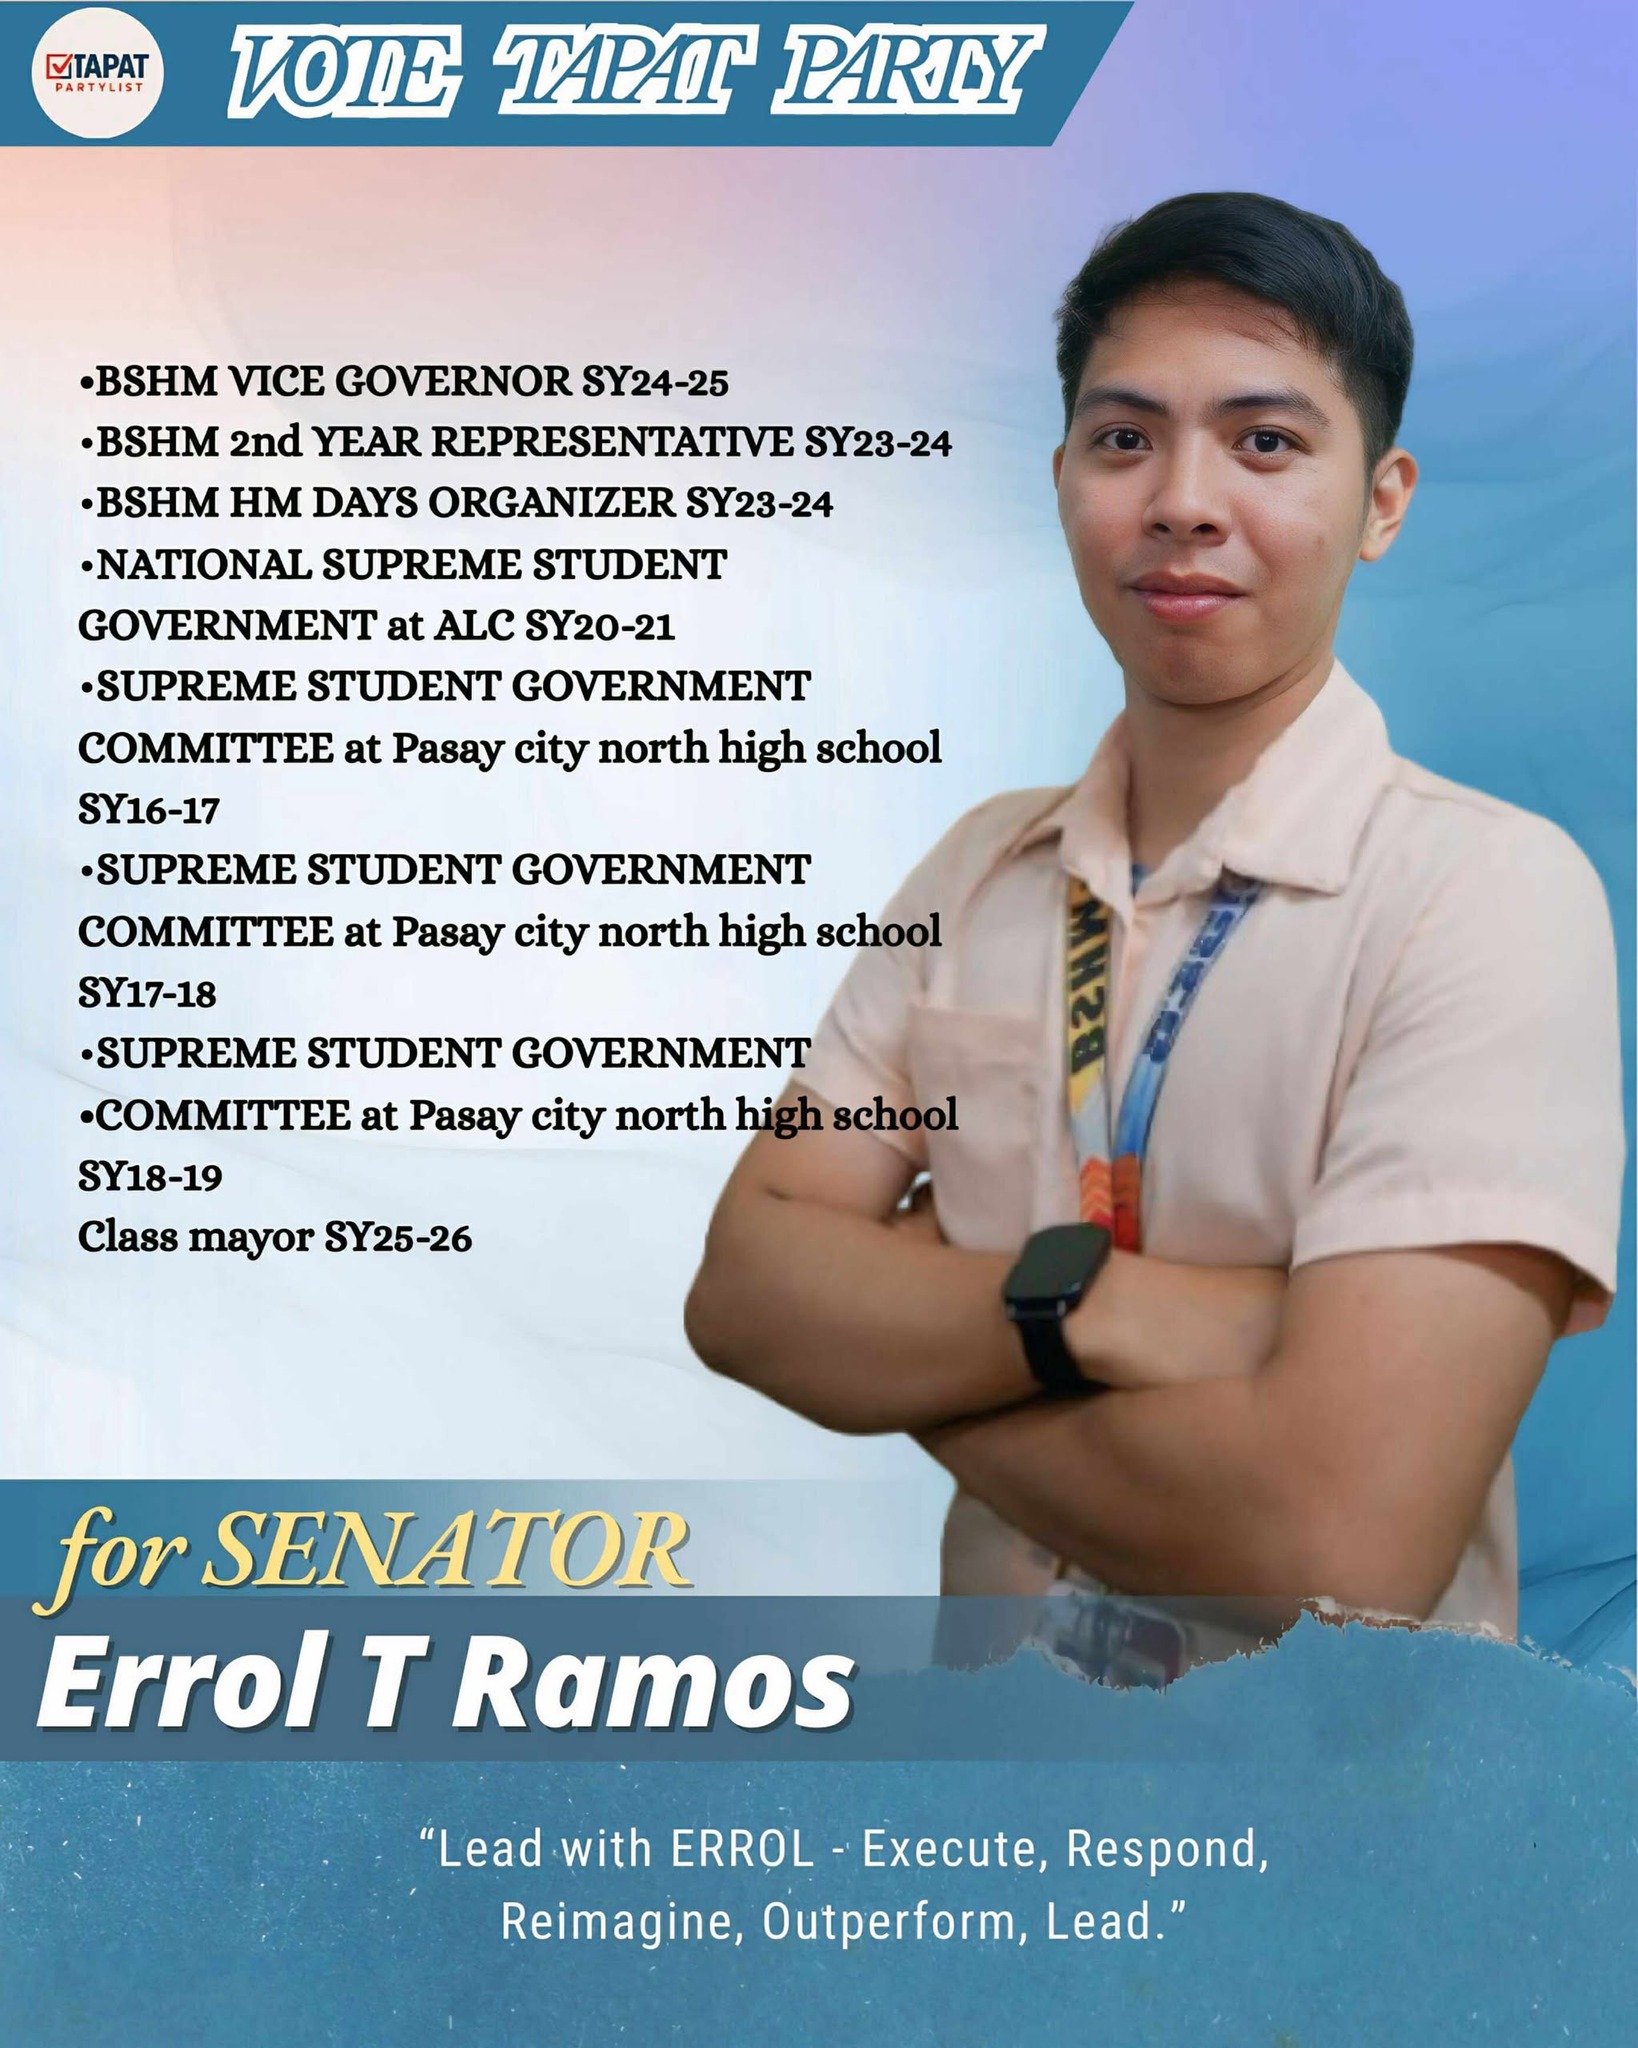 TAPAT
PARTYLIST
VOTE TAPAT PARTY
•BSHM VICE GOVERNOR SY24-25
•BSHM 2nd YEAR REPRESENTATIVE SY23-24
•BSHM HM DAYS ORGANIZER SY23-24
•NATIONAL SUPREME STUDENT
GOVERNMENT at ALC SY20-21
•SUPREME STUDENT GOVERNMENT
COMMITTEE at Pasay city north high school
SY16-17
•SUPREME STUDENT GOVERNMENT
COMMITTEE at Pasay city north high school
SY17-18
•SUPREME STUDENT GOVERNMENT
•COMMITTEE at Pasay city north high school
SY18-19
Class mayor SY25-26
BSHM
for SENATOR
Errol T Ramos
“Lead with ERROL - Execute, Respond,
Reimagine, Outperform, Lead.”